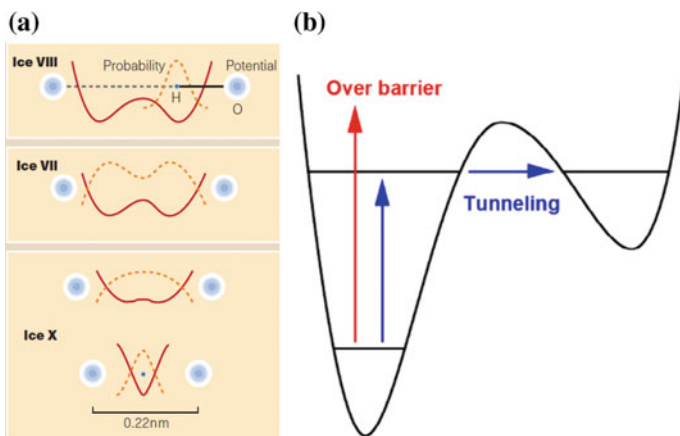 (a)
Ice VIII
Probability
Potential
H
O
Ice VII
Ice X
0.22nm
(b)
Over barrier
Tunneling